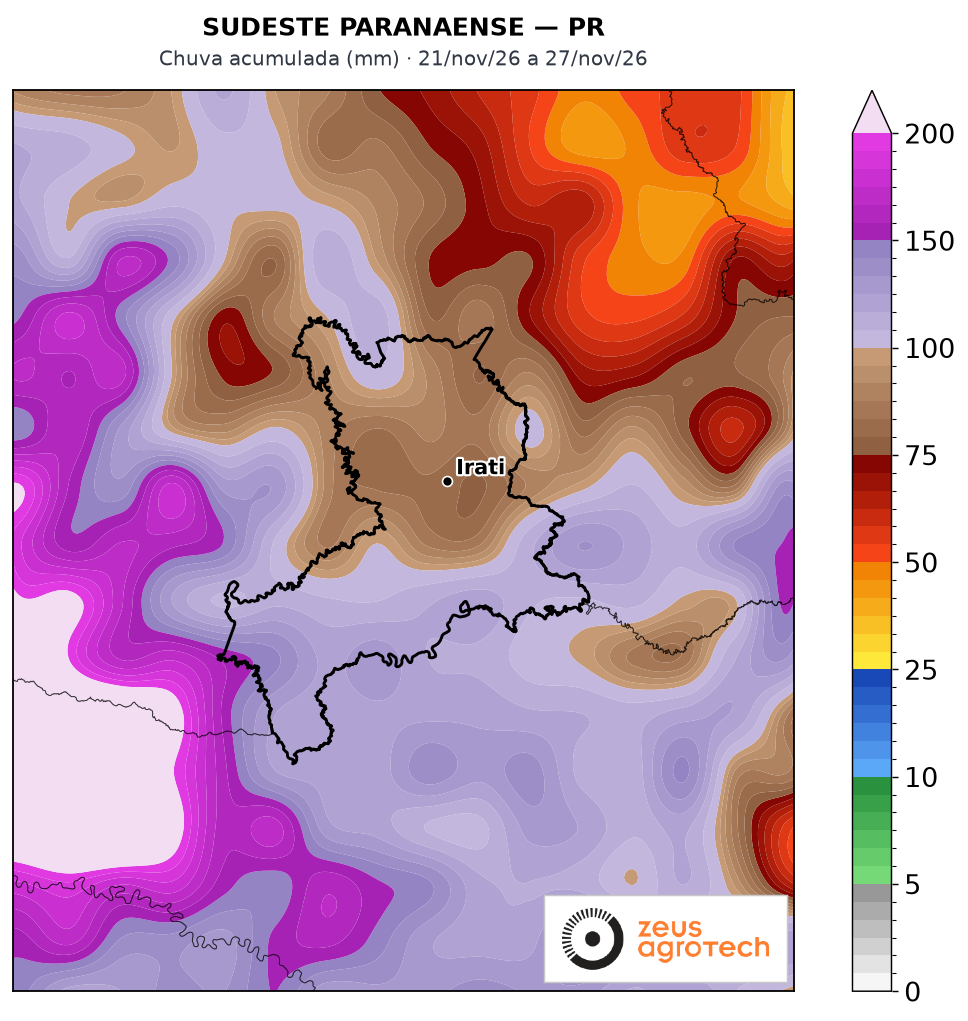 SUDESTE PARANAENSE — PR
Chuva acumulada (mm) · 21/nov/26 a 27/nov/26
200
150
100
75
50
25
10
5
0
Irati
zeus
agrotech